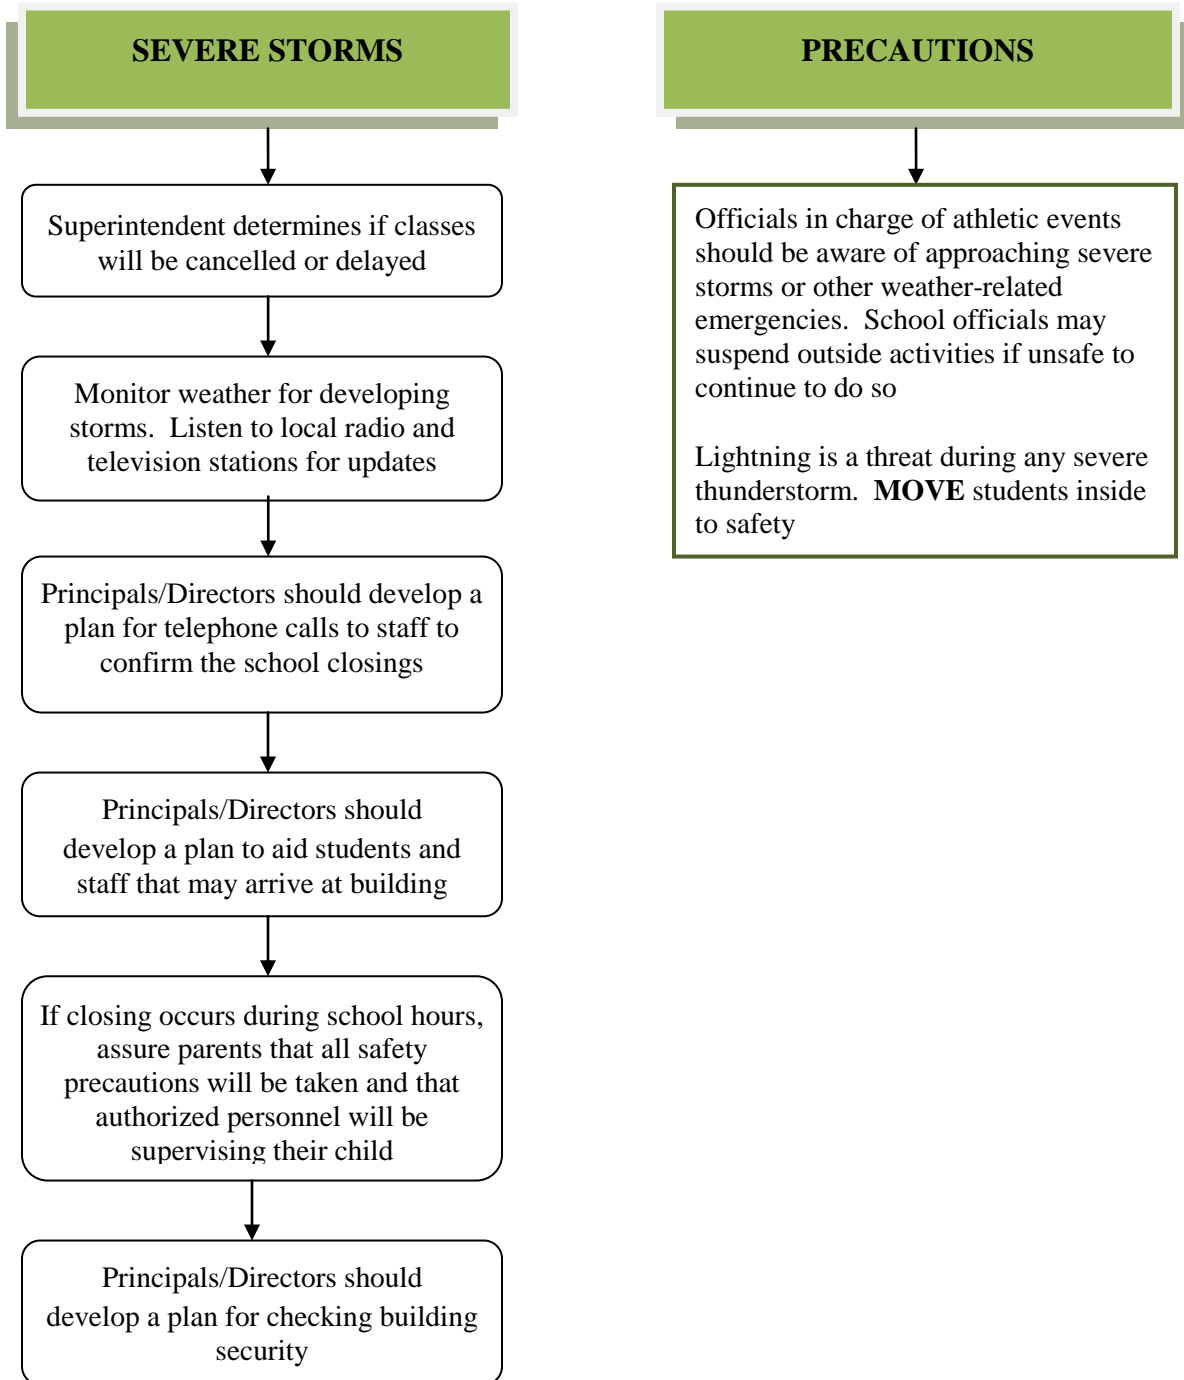 SEVERE STORMS
Superintendent determines if classes
will be cancelled or delayed
Monitor weather for developing
storms.  Listen to local radio and
television stations for updates
Principals/Directors should develop a
plan for telephone calls to staff to
confirm the school closings
Principals/Directors should
develop a plan to aid students and
staff that may arrive at building
If closing occurs during school hours,
assure parents that all safety
precautions will be taken and that
authorized personnel will be
supervising their child
Principals/Directors should
develop a plan for checking building
security
PRECAUTIONS
Officials in charge of athletic events
should be aware of approaching severe
storms or other weather-related
emergencies.  School officials may
suspend outside activities if unsafe to
continue to do so
Lightning is a threat during any severe
thunderstorm.  MOVE students inside
to safety